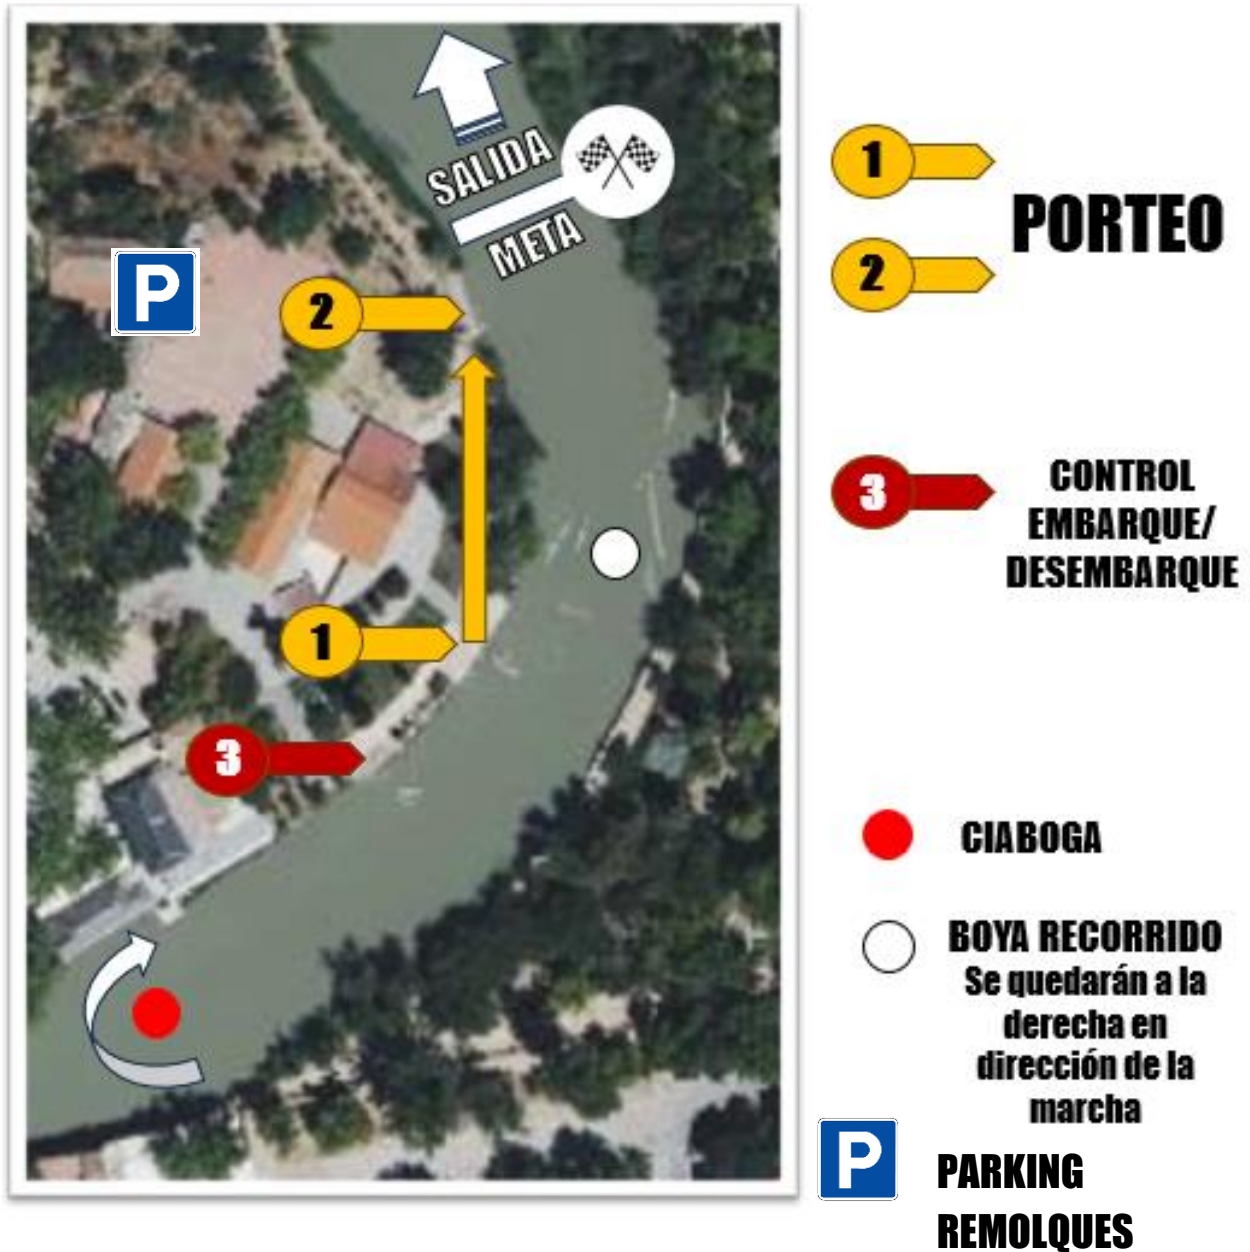 SALIDA
META
P
2
1
3
1
2
PORTEO
3
CONTROL
EMBARQUE/
DESEMBARQUE
CIABOGA
BOYA RECORRIDO
Se quedarán a la
derecha en
dirección de la
marcha
P
PARKING
REMOLQUES